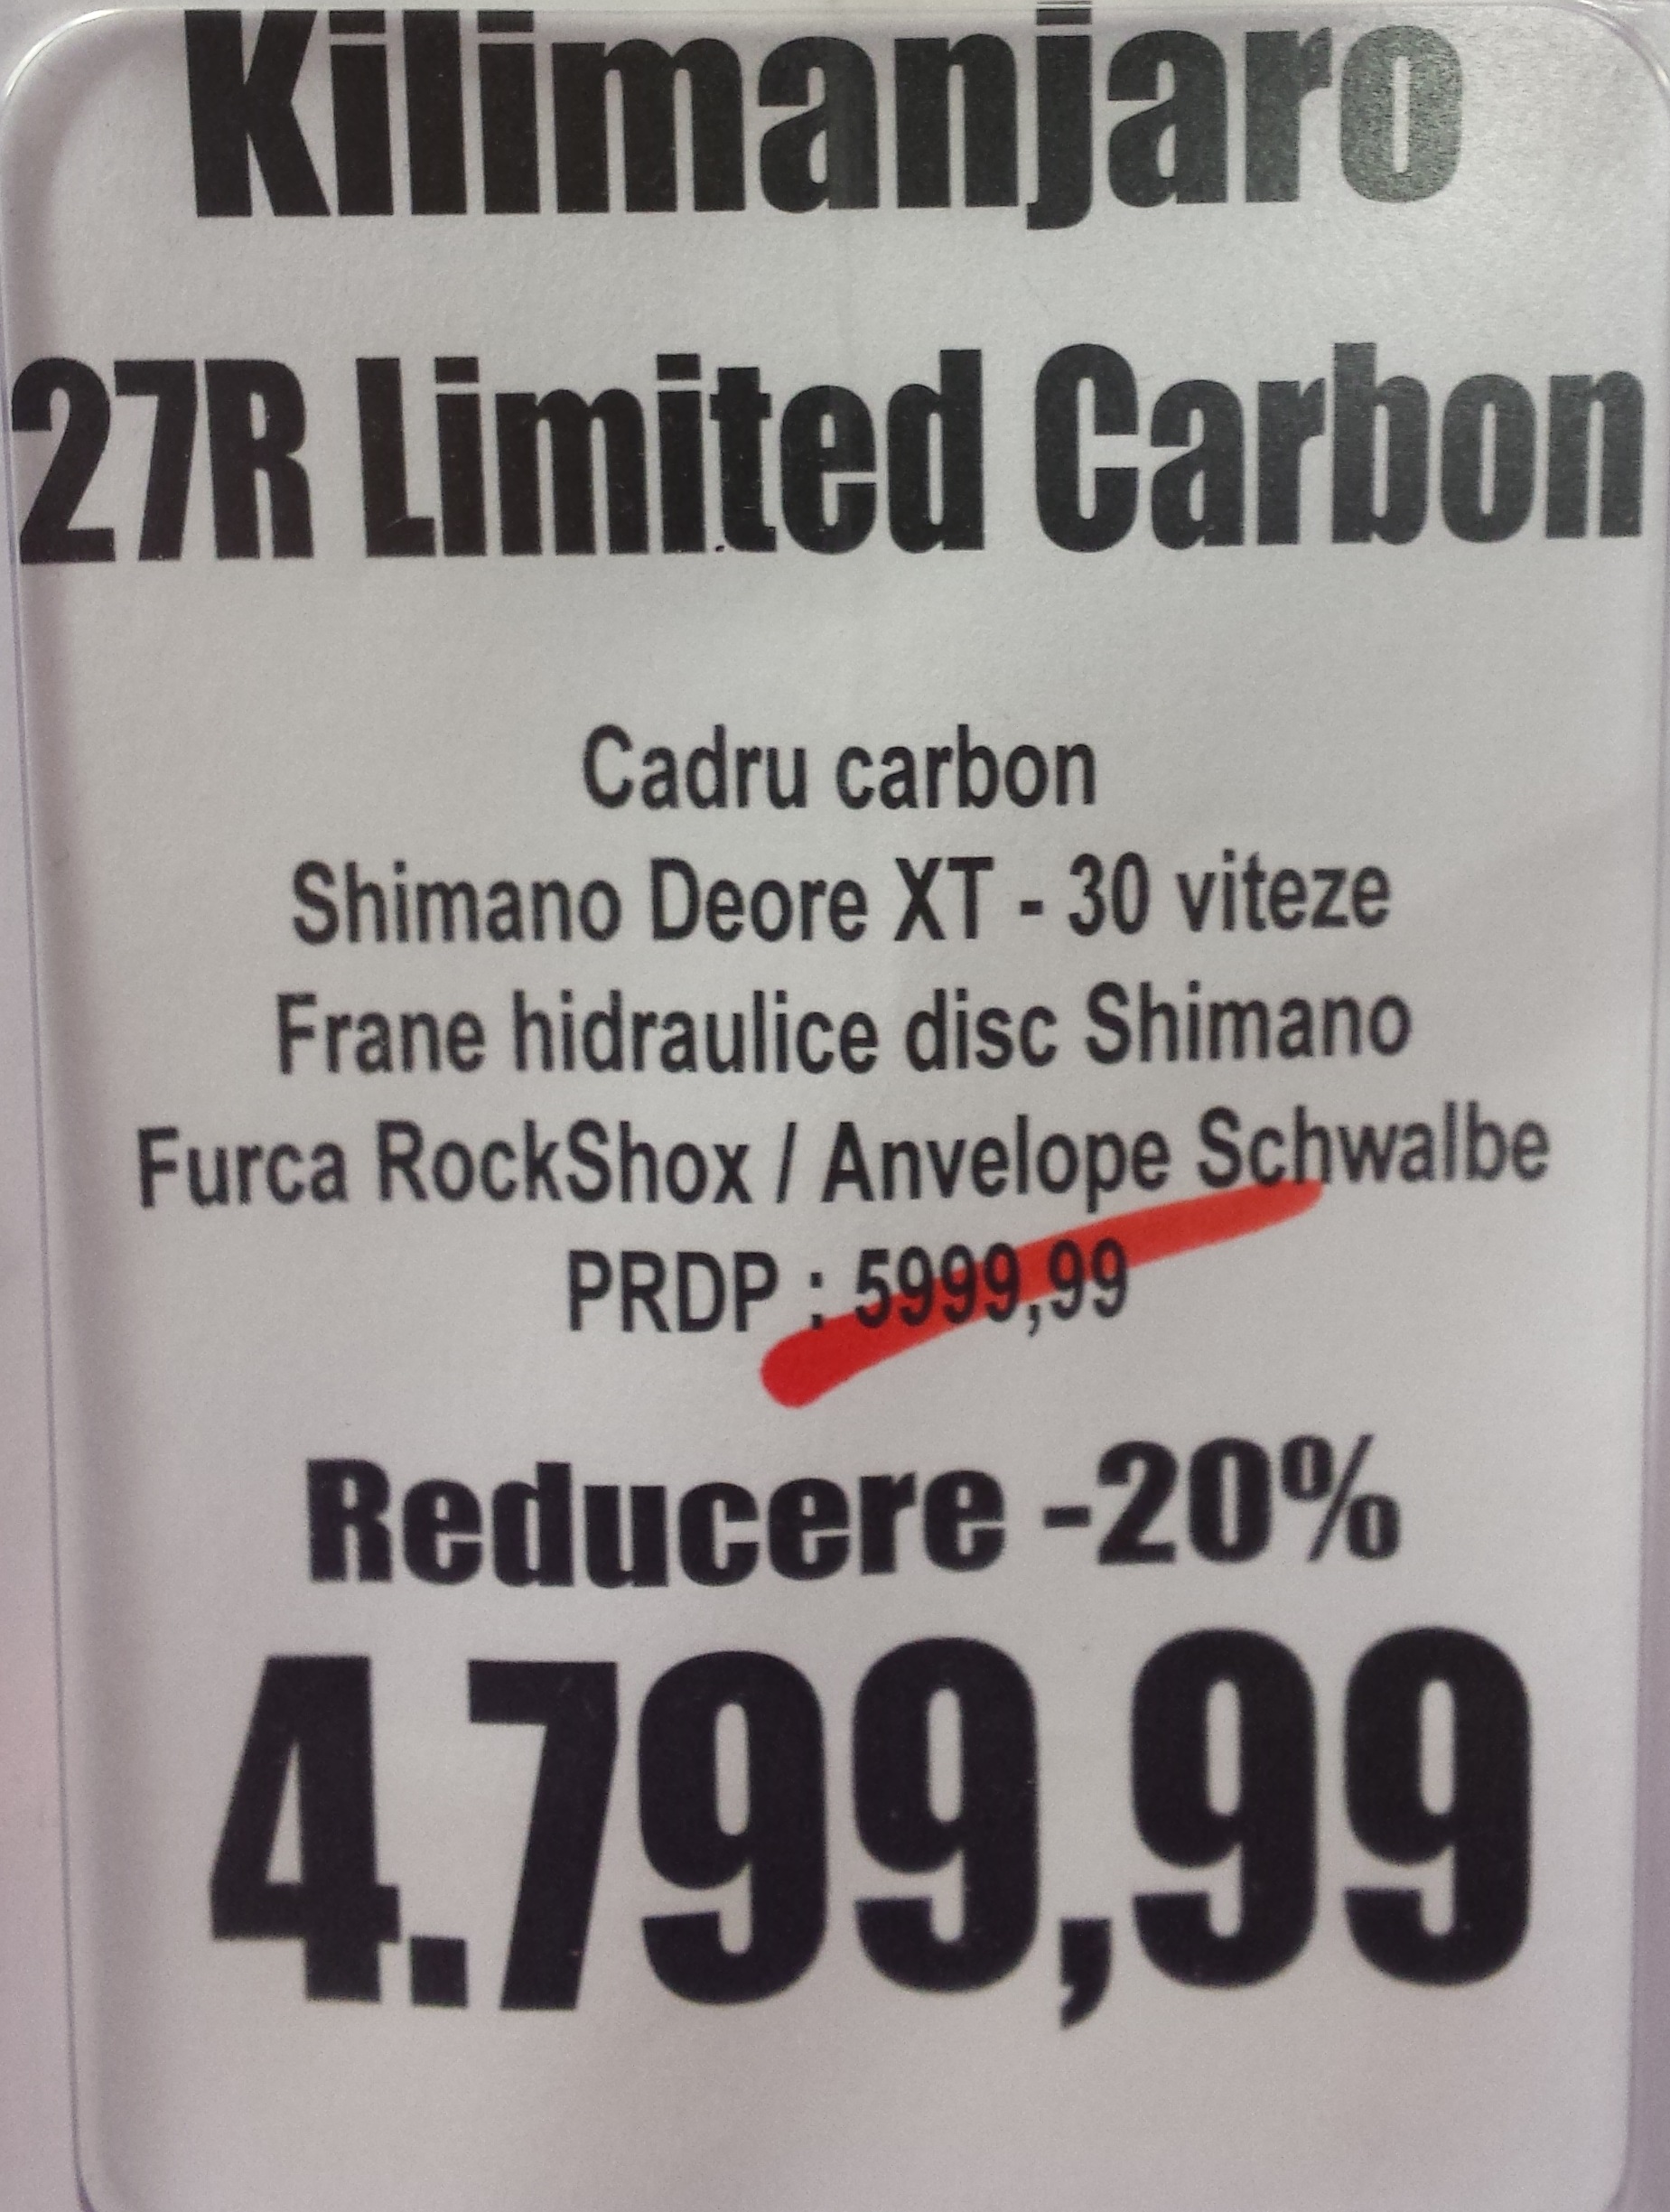 Kilimanjaro
27R Limited Carbon
Cadru carbon
Shimano Deore XT - 30 viteze
Frane hidraulice disc Shimano
Furca RockShox / Anvelope Schwalbe
PRDP : 5999,99
Reducere -20%
4.799,99